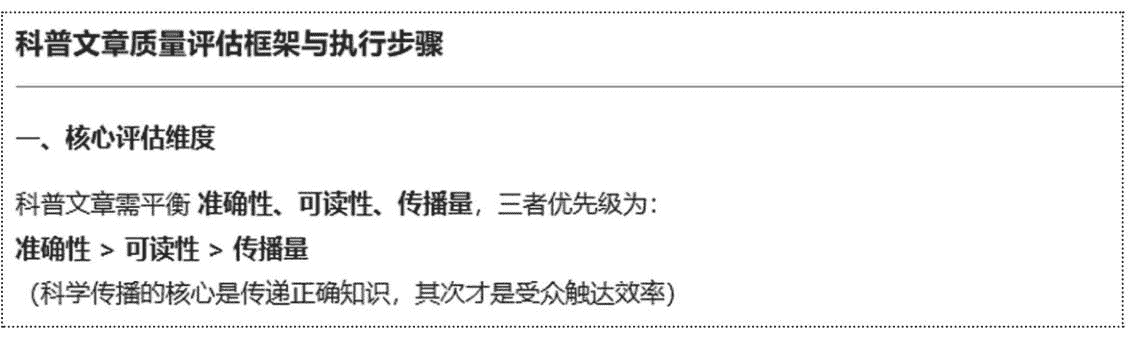 科普文章质量评估框架与执行步骤
一、核心评估维度
科普文章需平衡 准确性、可读性、传播量，三者优先级为：
准确性 > 可读性 > 传播量
（科学传播的核心是传递正确知识，其次才是受众触达效率）